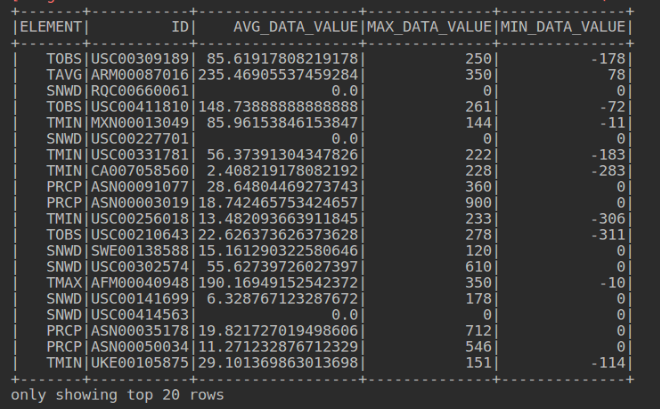 +-------+-----------+------------------+--------------+--------------+
|ELEMENT|         ID|    AVG_DATA_VALUE|MAX_DATA_VALUE|MIN_DATA_VALUE|
+-------+-----------+------------------+--------------+--------------+
|   TOBS|USC00309189| 85.61917808219178|           250|          -178|
|   TAVG|ARM00087016|235.46905537459284|           350|            78|
|   SNWD|RQC00660061|               0.0|             0|             0|
|   TOBS|USC00411810|148.73888888888888|           261|           -72|
|   TMIN|MXN00013049| 85.96153846153847|           144|           -11|
|   SNWD|USC00227701|               0.0|             0|             0|
|   TMIN|USC00331781| 56.37391304347826|           222|          -183|
|   TMIN|CA007058560| 2.408219178082192|           228|          -283|
|   PRCP|ASN00091077| 28.64804469273743|           360|             0|
|   PRCP|ASN00003019|18.742465753424657|           900|             0|
|   TMIN|USC00256018|13.482093663911845|           233|          -306|
|   TOBS|USC00210643|22.626373626373628|           278|          -311|
|   SNWD|SWE00138588|15.161290322580646|           120|             0|
|   SNWD|USC00302574| 55.62739726027397|           610|             0|
|   TMAX|AFM00040948|190.16949152542372|           350|           -10|
|   SNWD|USC00141699| 6.328767123287672|           178|             0|
|   SNWD|USC00414563|               0.0|             0|             0|
|   PRCP|ASN00035178|19.821727019498606|           712|             0|
|   PRCP|ASN00050034|11.271232876712329|           546|             0|
|   TMIN|UKE00105875|29.101369863013698|           151|          -114|
+-------+-----------+------------------+--------------+--------------+
only showing top 20 rows